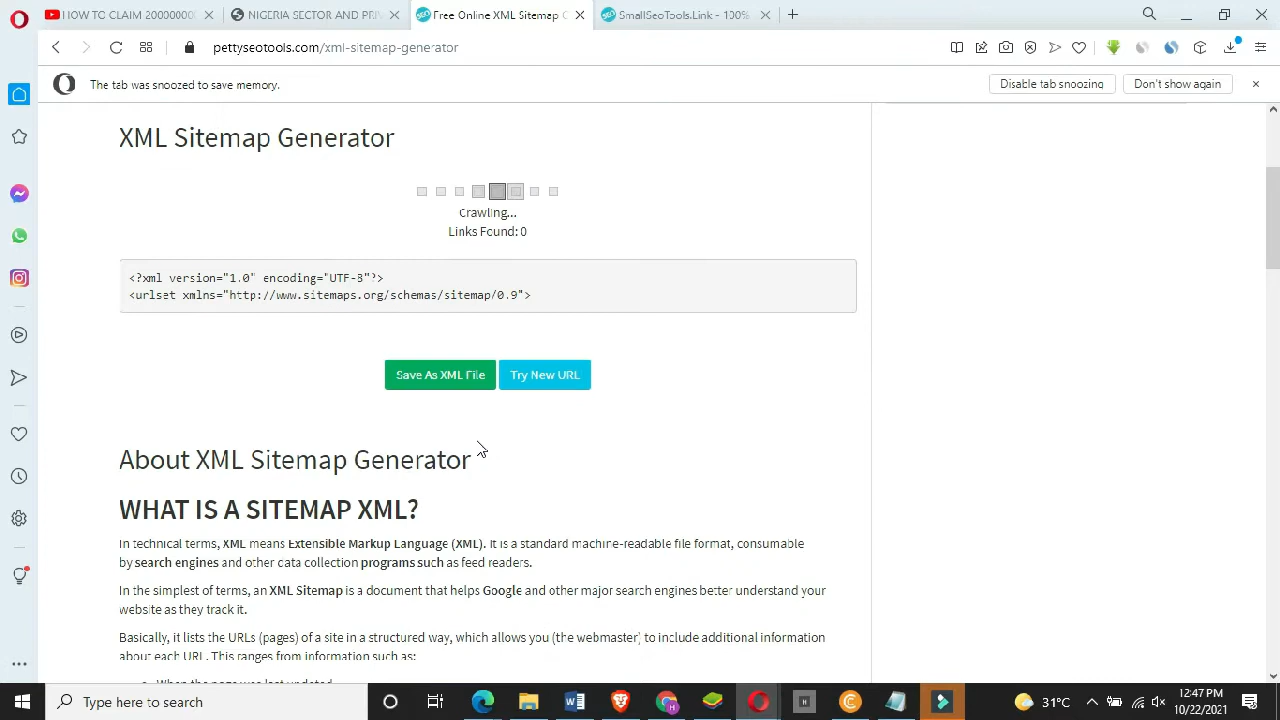 HOW TO CLAIM 20000000
NIGERIA SECTOR AND PRIV
Free Online XML Sitemap G
SmallSeoTools.Link - 100%
pettyseotools.com/xml-sitemap-generator
The tab was snoozed to save memory.
Disable tab snoozing
Don't show again
XML Sitemap Generator
Crawling...
Links Found: 0
<?xml version="1.0" encoding="UTF-8"?>
<urlset xmlns="http://www.sitemaps.org/schemas/sitemap/0.9">
Save As XML File
Try New URL
About XML Sitemap Generator
WHAT IS A SITEMAP XML?
In technical terms, XML means Extensible Markup Language (XML). It is a standard machine-readable file format, consumable
by search engines and other data collection programs such as feed readers.
In the simplest of terms, an XML Sitemap is a document that helps Google and other major search engines better understand your
website as they track it.
Basically, it lists the URLs (pages) of a site in a structured way, which allows you (the webmaster) to include additional information
about each URL. This ranges from information such as:
When the page was last updated
Type here to search
31°C
12:47 PM
10/22/2021